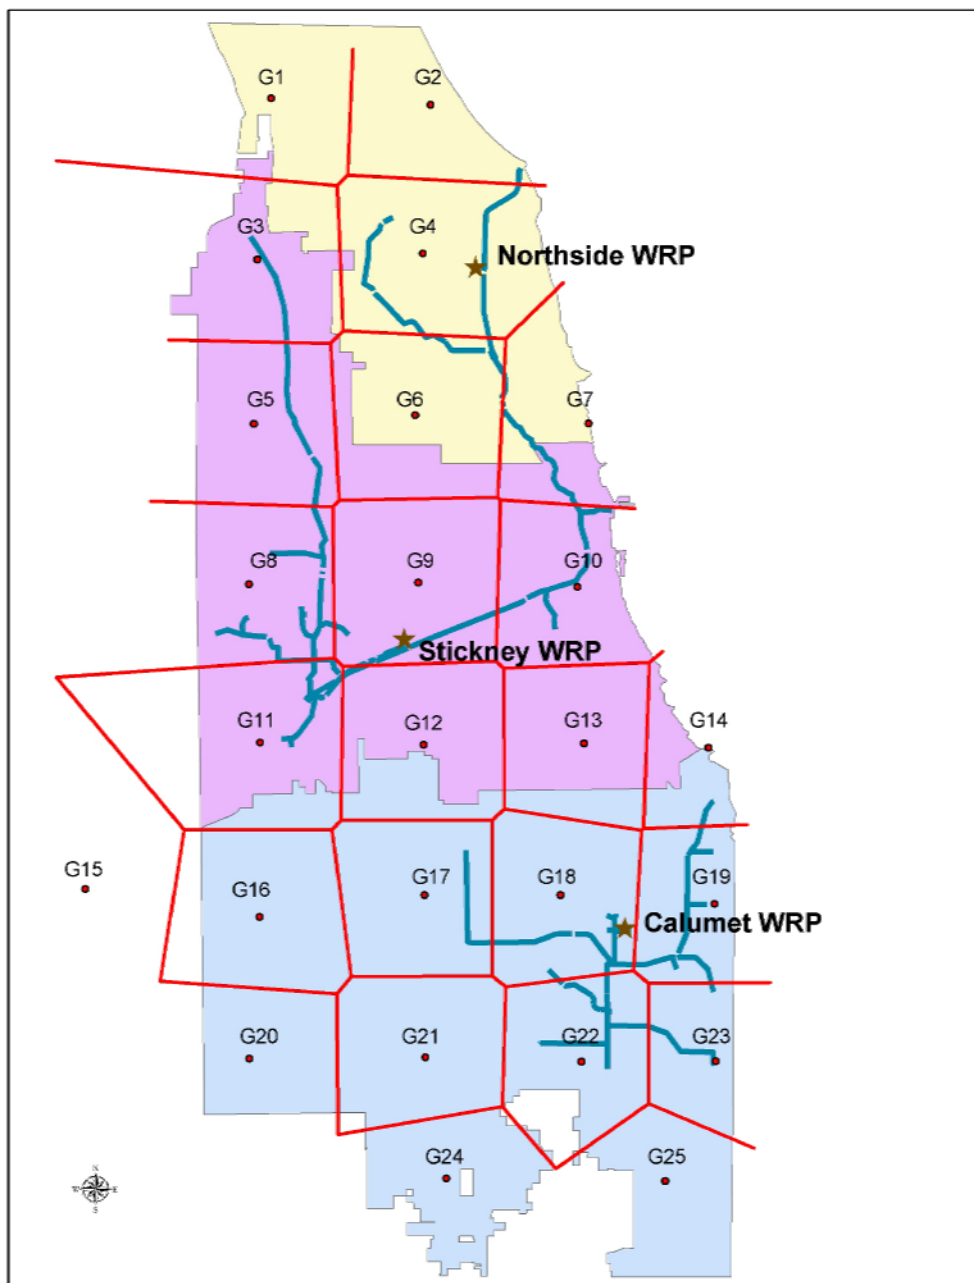 G1
G2
G3
G4
Northside WRP
G5
G6
G7
G8
G9
G10
Stickney WRP
G11
G12
G13
G14
G15
G16
G17
G18
G19
Calumet WRP
G20
G21
G22
G23
G24
G25
N
W
E
S